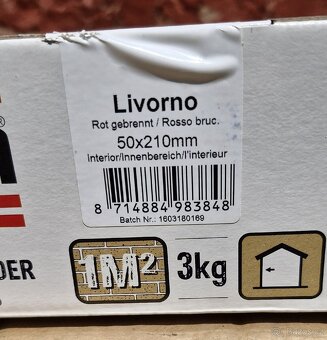 Livorno
Rot gebrennt / Rosso bruc.
50x210mm
Interior/Innenbereich/l'interieur
8 714884 983848
Batch Nr.: 1603180169
DER
1M²
3kg